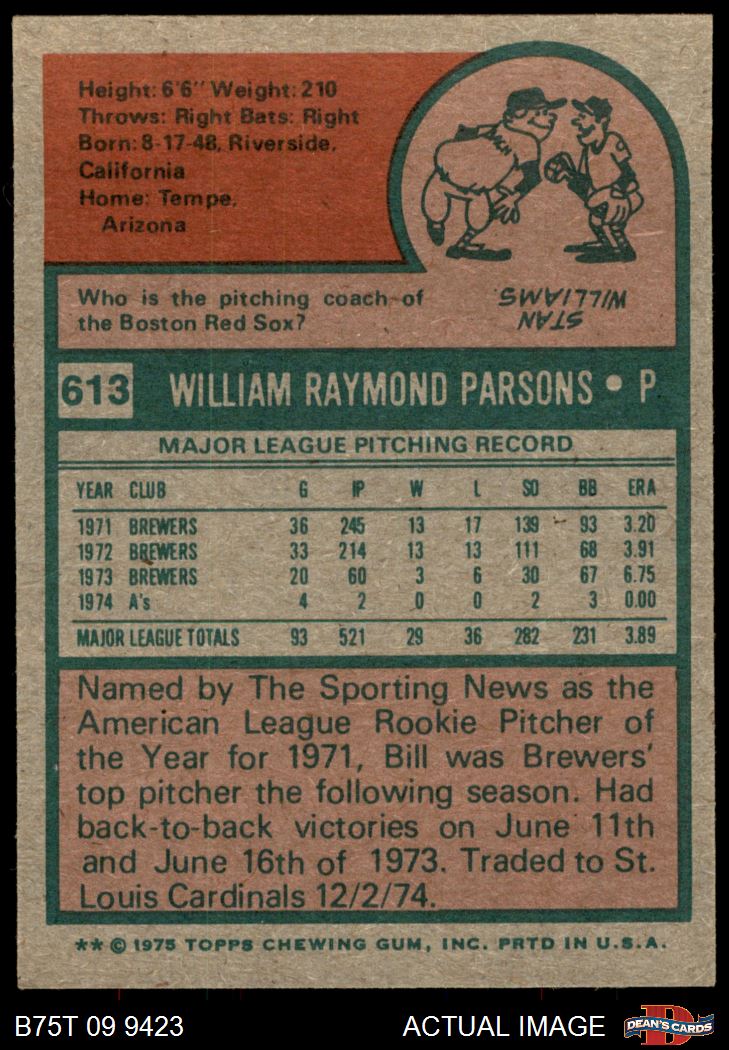 Height: 6'6" Weight: 210
Throws: Right Bats: Right
Born: 8-17-48, Riverside,
California
Home: Tempe,
Arizona
Who is the pitching coach of
the Boston Red Sox?
STAN
WILLIAMS
613 WILLIAM RAYMOND PARSONS • P
MAJOR LEAGUE PITCHING RECORD
YEAR CLUB G IP W L SO BB ERA
1971 BREWERS 36 245 13 17 139 93 3.20
1972 BREWERS 33 214 13 13 111 68 3.91
1973 BREWERS 20 60 3 6 30 67 6.75
1974 A's 4 2 0 0 2 3 0.00
MAJOR LEAGUE TOTALS 93 521 29 36 282 231 3.89
Named by The Sporting News as the
American League Rookie Pitcher of
the Year for 1971, Bill was Brewers'
top pitcher the following season. Had
back-to-back victories on June 11th
and June 16th of 1973. Traded to St.
Louis Cardinals 12/2/74.
** © 1975 TOPPS CHEWING GUM, INC. PRTD IN U.S.A.
B75T 09 9423 ACTUAL IMAGE D DEAN'S CARDS